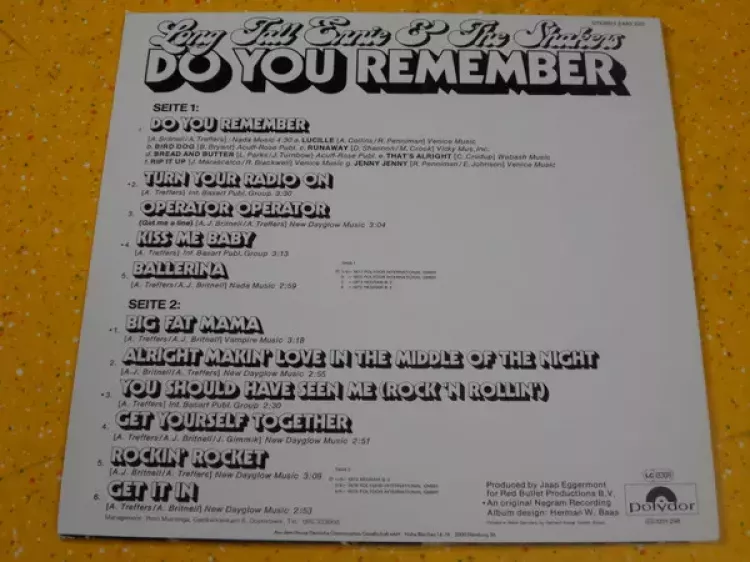 Long Tall Ernie & The Shakers
DO YOU REMEMBER
SEITE 1:
DO YOU REMEMBER
[A. Britnell/A. Treffers] Nada Music 4:30 a. LUCILLE [A. Collins/R. Penniman] Venice Music
b. BIRD DOG [B. Bryant] Acuff-Rose Publ. c. RUNAWAY [D. Shannon/M. Crook] Vicky Mus. Inc.
d. BREAD AND BUTTER [L. Parks/J. Turnbow] Acuff-Rose Publ. e. THAT'S ALRIGHT [C. Crudup] Wabash Music
f. RIP IT UP [J. Marascalco/R. Blackwell] Venice Music g. JENNY JENNY [R. Penniman/E. Johnson] Venice Music
•2. TURN YOUR RADIO ON
[A. Treffers] Int. Basart Publ. Group 3:30
3. OPERATOR OPERATOR
(Get me a line) [A. J. Britnell/A. Treffers] New Dayglow Music 3:04
•4. KISS ME BABY
[A. Treffers] Int. Basart Publ. Group 3:13
5. BALLERINA
[A. Treffers/A.J. Britnell] Nada Music 2:59
SEITE 2:
•1. BIG FAT MAMA
[A. Treffers/A. J. Britnell] Vampire Music 3:18
2. ALRIGHT MAKIN' LOVE IN THE MIDDLE OF THE NIGHT
[A.J. Britnell/A. Treffers] New Dayglow Music 2:55
•3. YOU SHOULD HAVE SEEN ME (ROCK 'N ROLLIN')
[A. Treffers] Int. Basart Publ. Group 2:30
4. GET YOURSELF TOGETHER
[A. Treffers/A.J. Britnell/J. Gimmik] New Dayglow Music 2:51
5. ROCKIN' ROCKET
[A. Treffers/A.J. Britnell] New Dayglow Music 3:09
6. GET IT IN
[A. Treffers/A.J. Britnell] New Dayglow Music 2:53
Produced by Jaap Eggermont
for Red Bullet Productions B.V.
• An original Negram Recording
Album design: Herman W. Baas
polydor